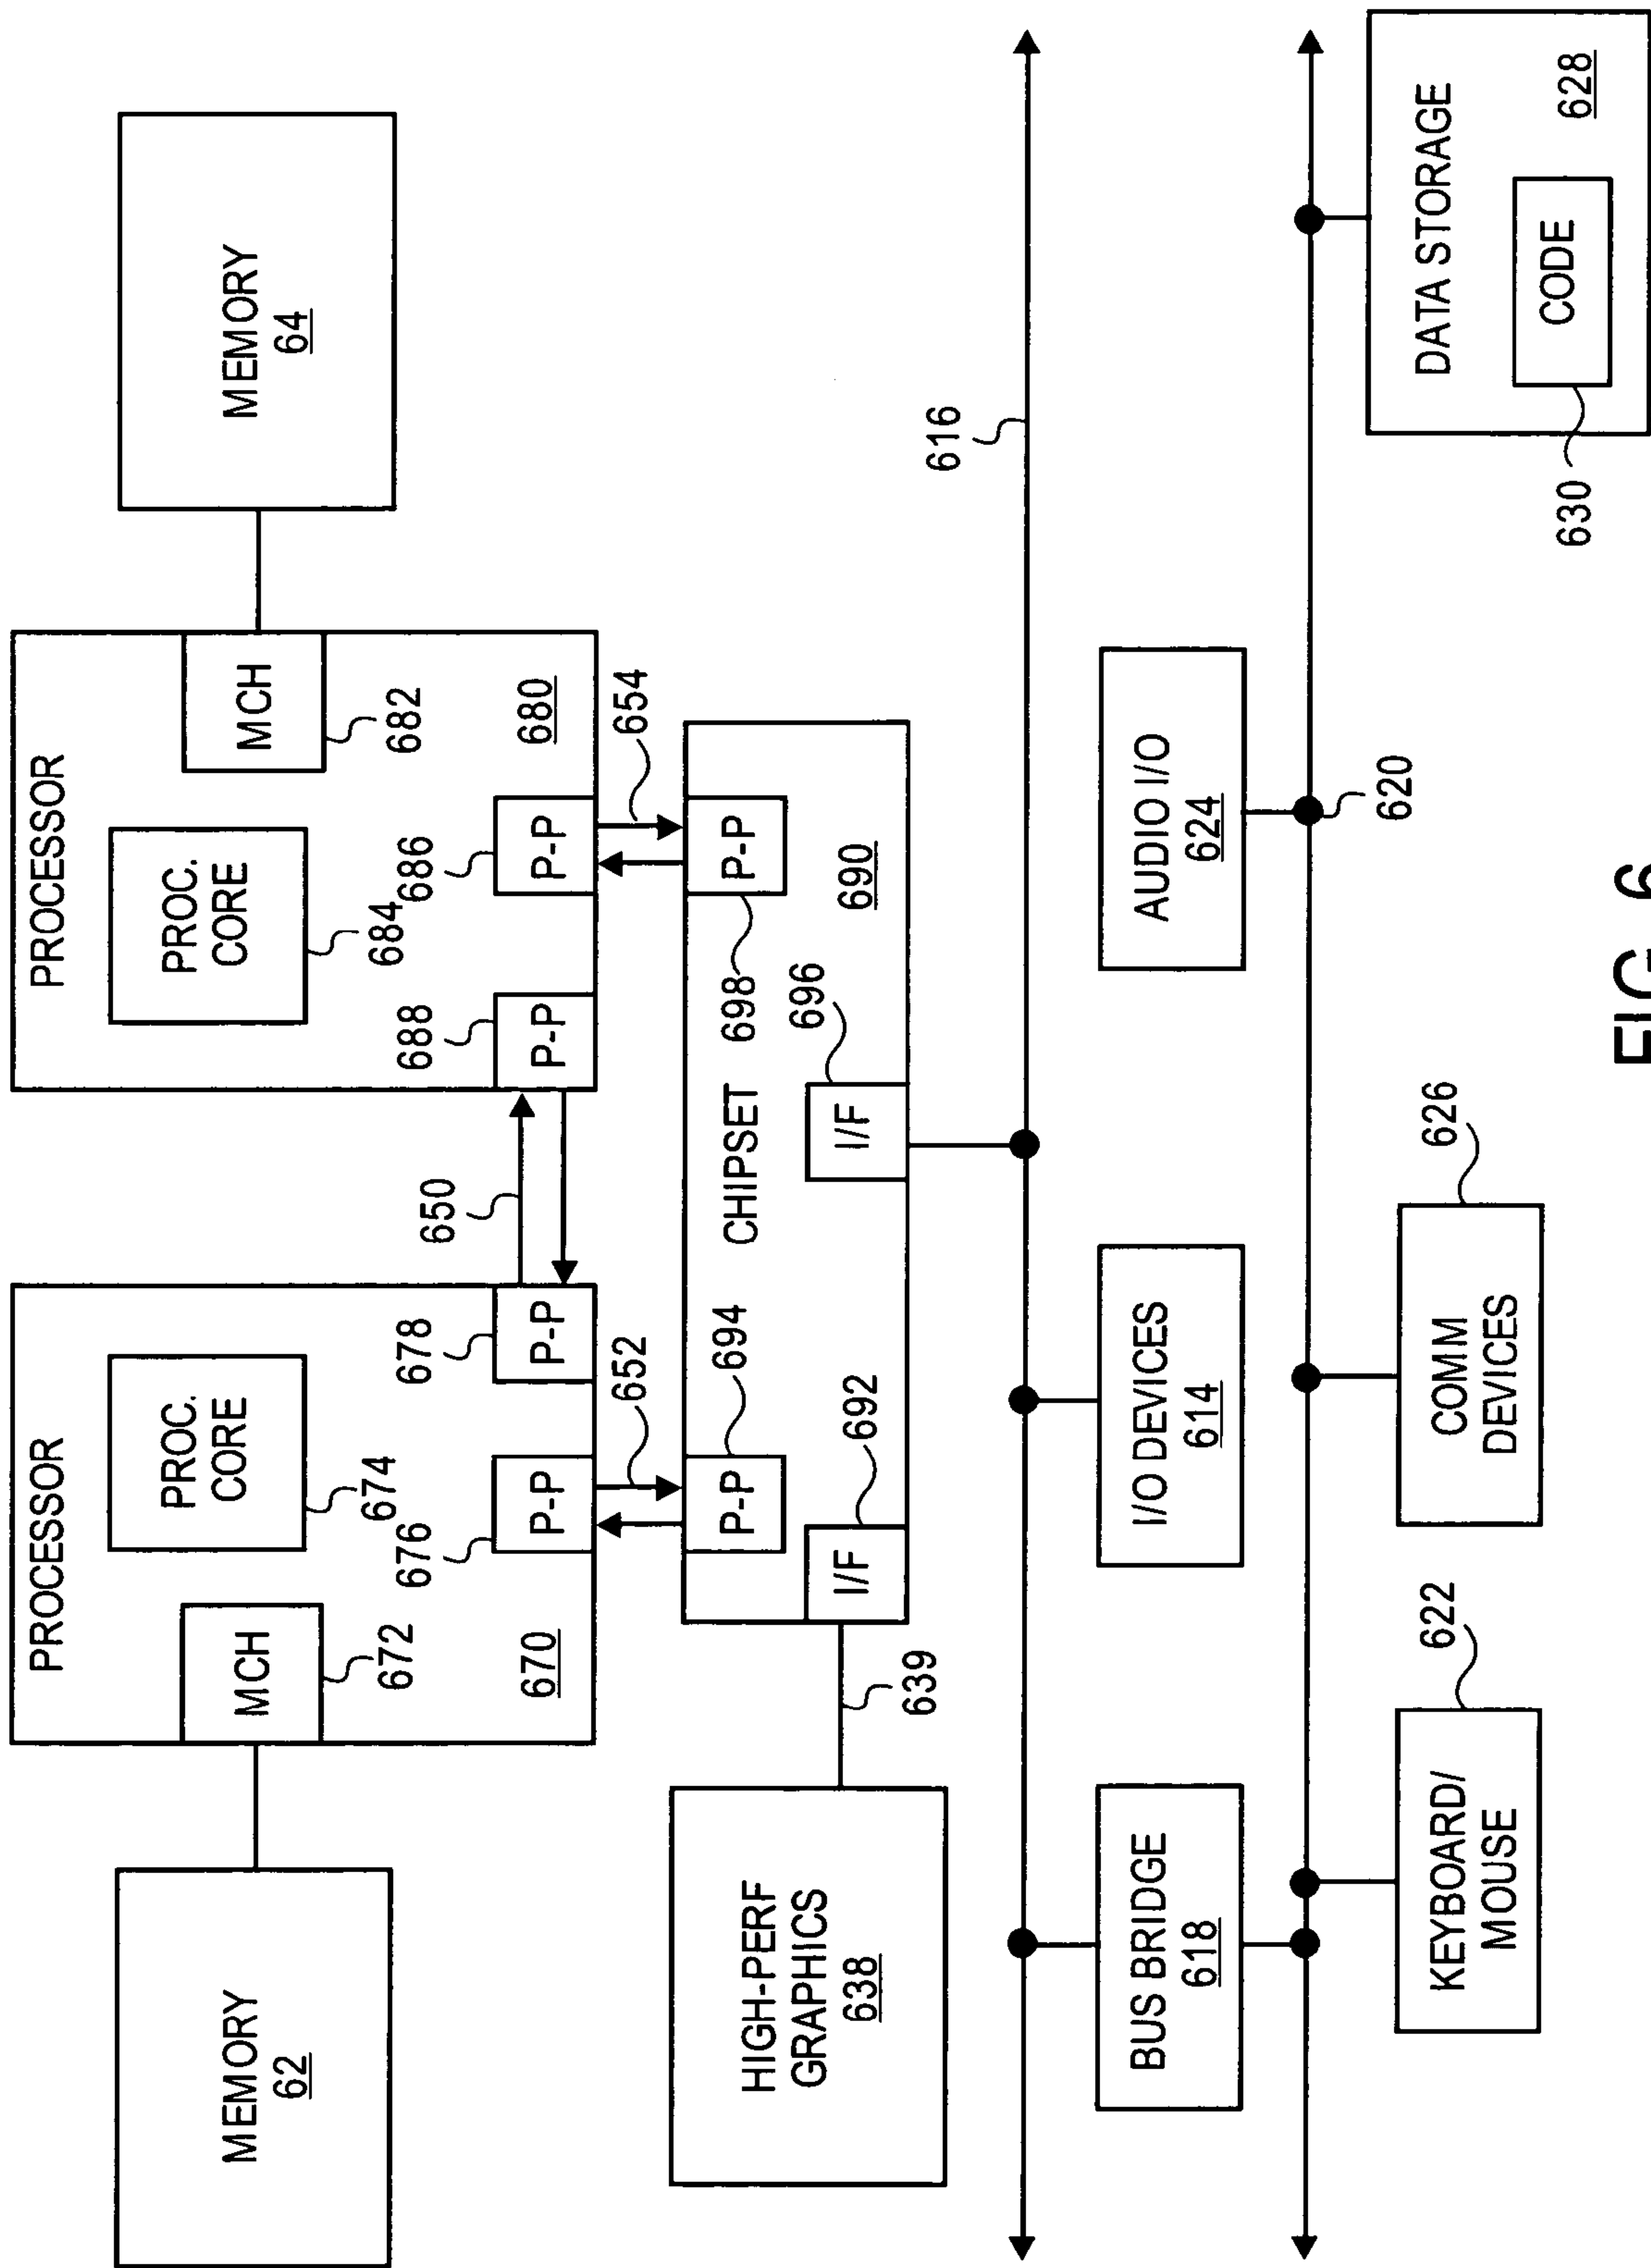 PROCESSOR
PROCESSOR
MEMORY
62
MCH
672
PROC.
CORE
674
676
P-P
678
P-P
670
650
PROC.
CORE
684
688
P-P
686
P-P
MCH
682
680
MEMORY
64
652
654
HIGH-PERF
GRAPHICS
638
639
P-P
694
I/F
692
CHIPSET
I/F
696
P-P
698
690
616
BUS BRIDGE
618
I/O DEVICES
614
AUDIO I/O
624
620
KEYBOARD/
MOUSE
622
COMM
DEVICES
626
DATA STORAGE
CODE
628
630
FIG. 6